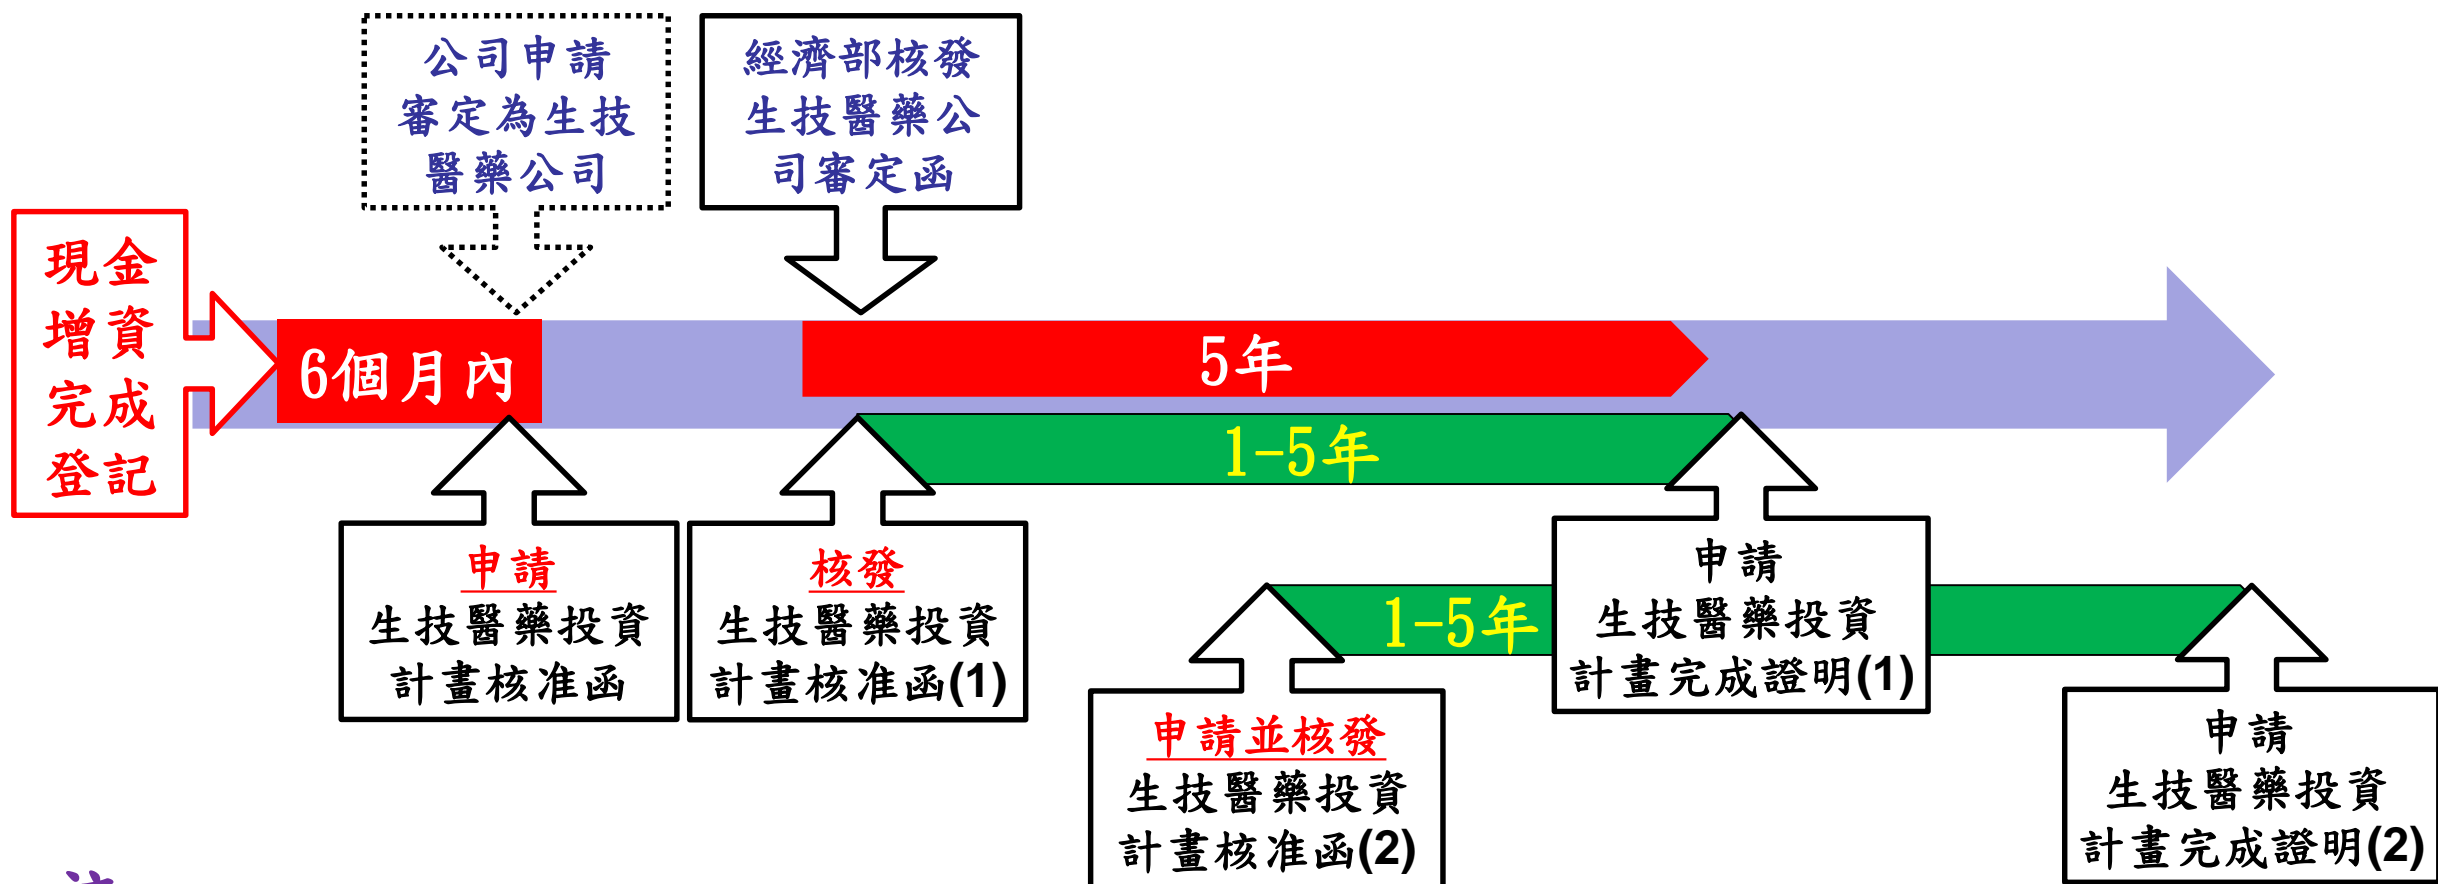 公司申請
審定為生技
醫藥公司
經濟部核發
生技醫藥公
司審定函
現金
增資
完成
登記
6個月內
5年
1-5年
申請
生技醫藥投資
計畫核准函
核發
生技醫藥投資
計畫核准函(1)
1-5年
申請
生技醫藥投資
計畫完成證明(1)
申請並核發
生技醫藥投資
計畫核准函(2)
申請
生技醫藥投資
計畫完成證明(2)